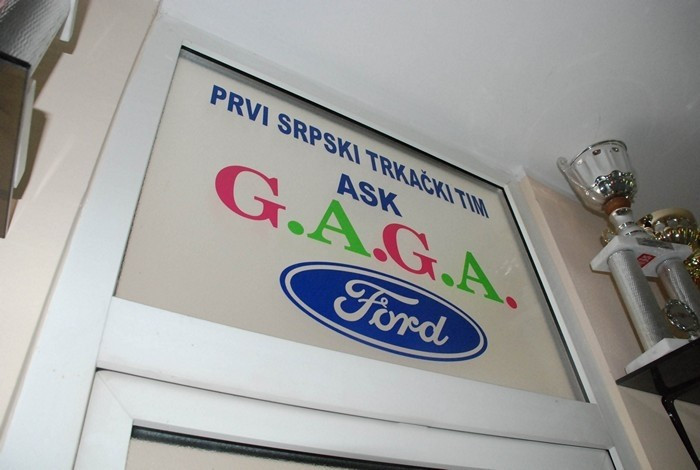 PRVI SRPSKI TRKAČKI TIM
ASK
G.A.G.A.
Ford